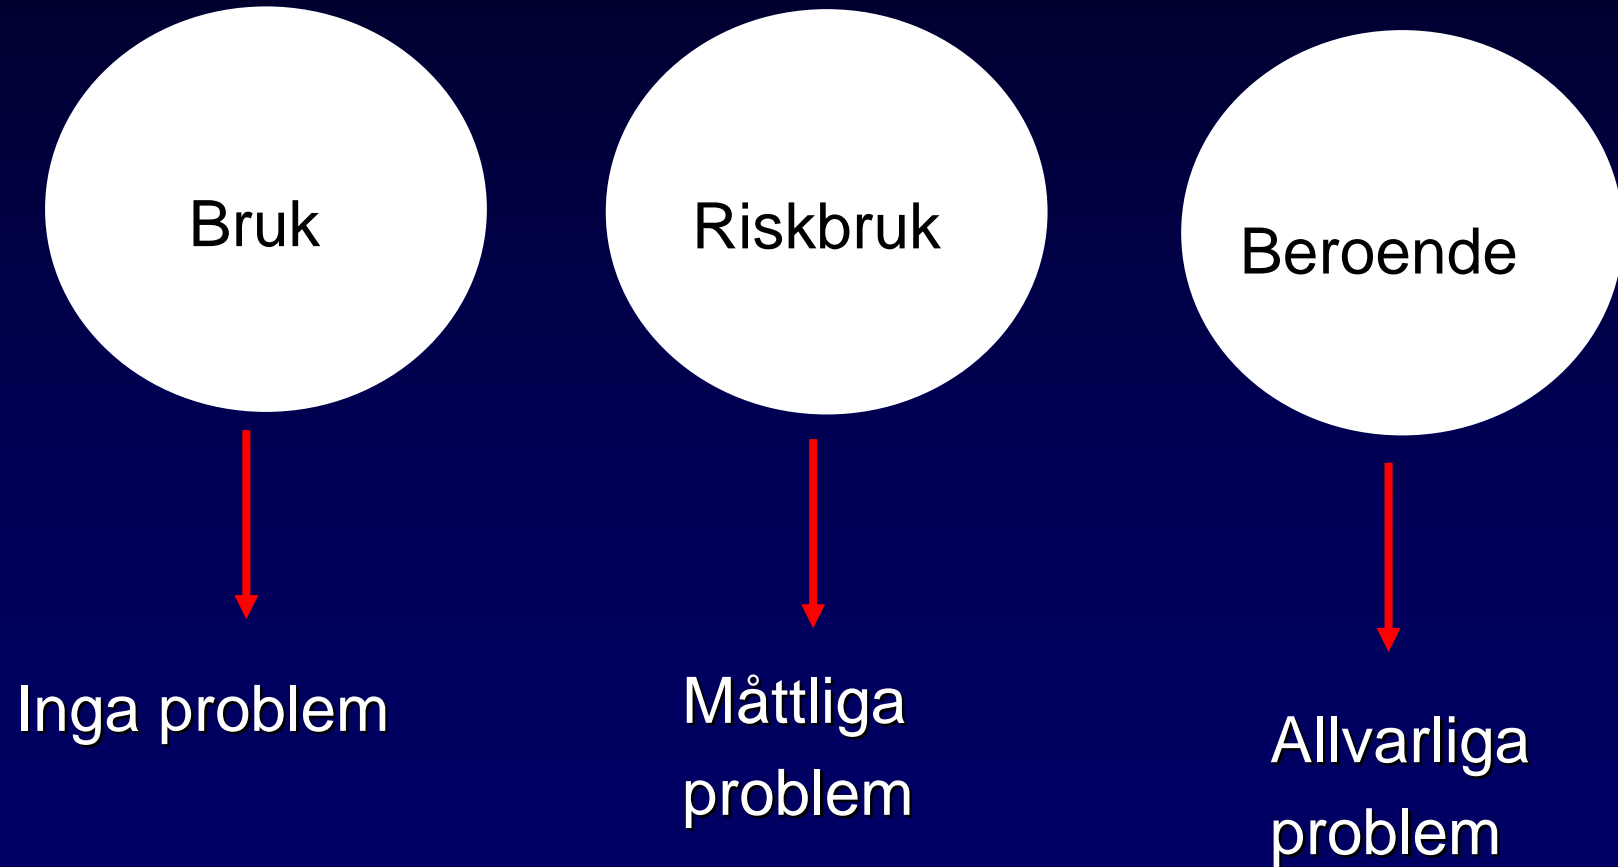 Bruk
Riskbruk
Beroende
Inga problem
Måttliga
problem
Allvarliga
problem